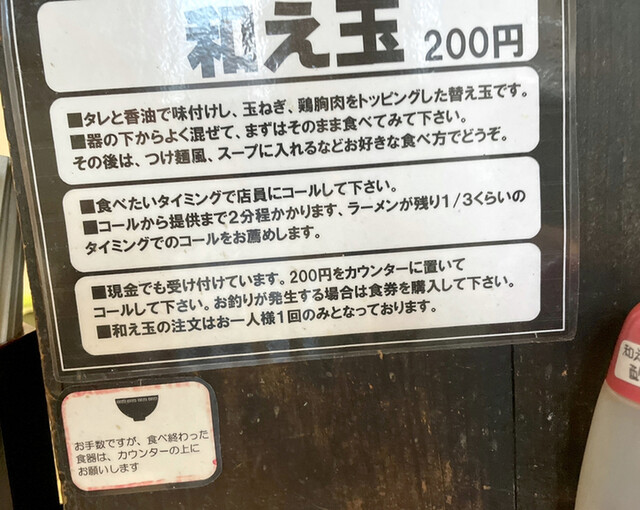 和え玉 200円
■タレと香油で味付けし、玉ねぎ、鶏胸肉をトッピングした替え玉です。
■器の下からよく混ぜて、まずはそのまま食べてみて下さい。
その後は、つけ麺風、スープに入れるなどお好きな食べ方でどうぞ。
■食べたいタイミングで店員にコールして下さい。
■コールから提供まで2分程かかります、ラーメンが残り1/3くらいの
タイミングでのコールをお薦めします。
■現金でも受け付けています。200円をカウンターに置いて
コールして下さい。お釣りが発生する場合は食券を購入して下さい。
■和え玉の注文はお一人様1回のみとなっております。
お手数ですが、食べ終わった
食器は、カウンターの上に
お願いします
和え